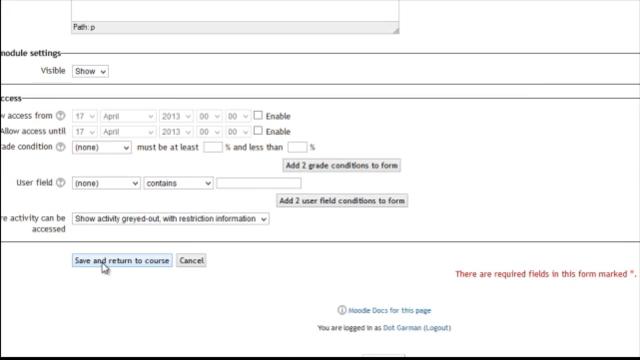 Path: p
module settings
Visible Show
ccess
w access from 17 April 2013 00 00 Enable
Allow access until 17 April 2013 00 00 Enable
ade condition (none) must be at least % and less than %
Add 2 grade conditions to form
User field (none) contains
Add 2 user field conditions to form
re activity can be accessed Show activity greyed-out, with restriction information
Save and return to course Cancel
There are required fields in this form marked *.
Moodle Docs for this page
You are logged in as Dot Garman (Logout)